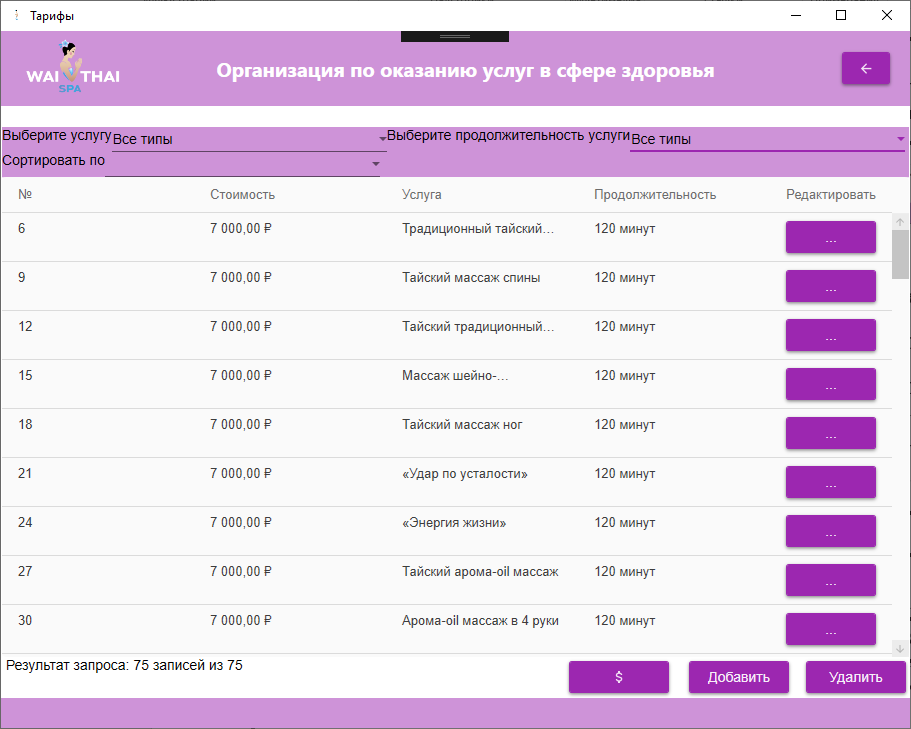 Тарифы
WAI THAI
SPA
Организация по оказанию услуг в сфере здоровья
Выберите услугу Все типы Выберите продолжительность услуги Все типы
Сортировать по
№ Стоимость Услуга Продолжительность Редактировать
6 7 000,00 ₽ Традиционный тайский... 120 минут ...
9 7 000,00 ₽ Тайский массаж спины 120 минут ...
12 7 000,00 ₽ Тайский традиционный... 120 минут ...
15 7 000,00 ₽ Массаж шейно-... 120 минут ...
18 7 000,00 ₽ Тайский массаж ног 120 минут ...
21 7 000,00 ₽ «Удар по усталости» 120 минут ...
24 7 000,00 ₽ «Энергия жизни» 120 минут ...
27 7 000,00 ₽ Тайский арома-oil массаж 120 минут ...
30 7 000,00 ₽ Арома-oil массаж в 4 руки 120 минут ...
Результат запроса: 75 записей из 75 $ Добавить Удалить